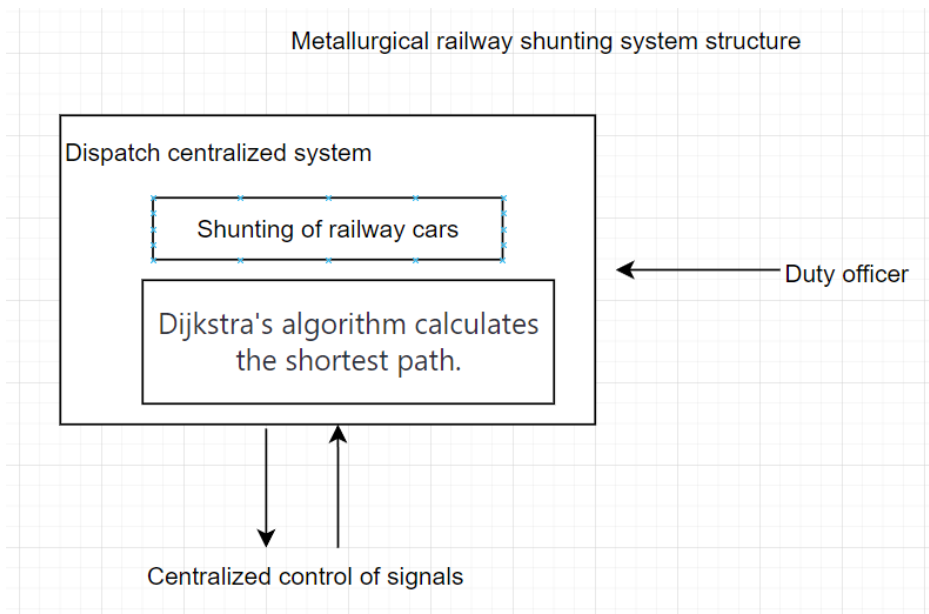 Metallurgical railway shunting system structure
Dispatch centralized system
Shunting of railway cars
Dijkstra's algorithm calculates
the shortest path.
Duty officer
Centralized control of signals